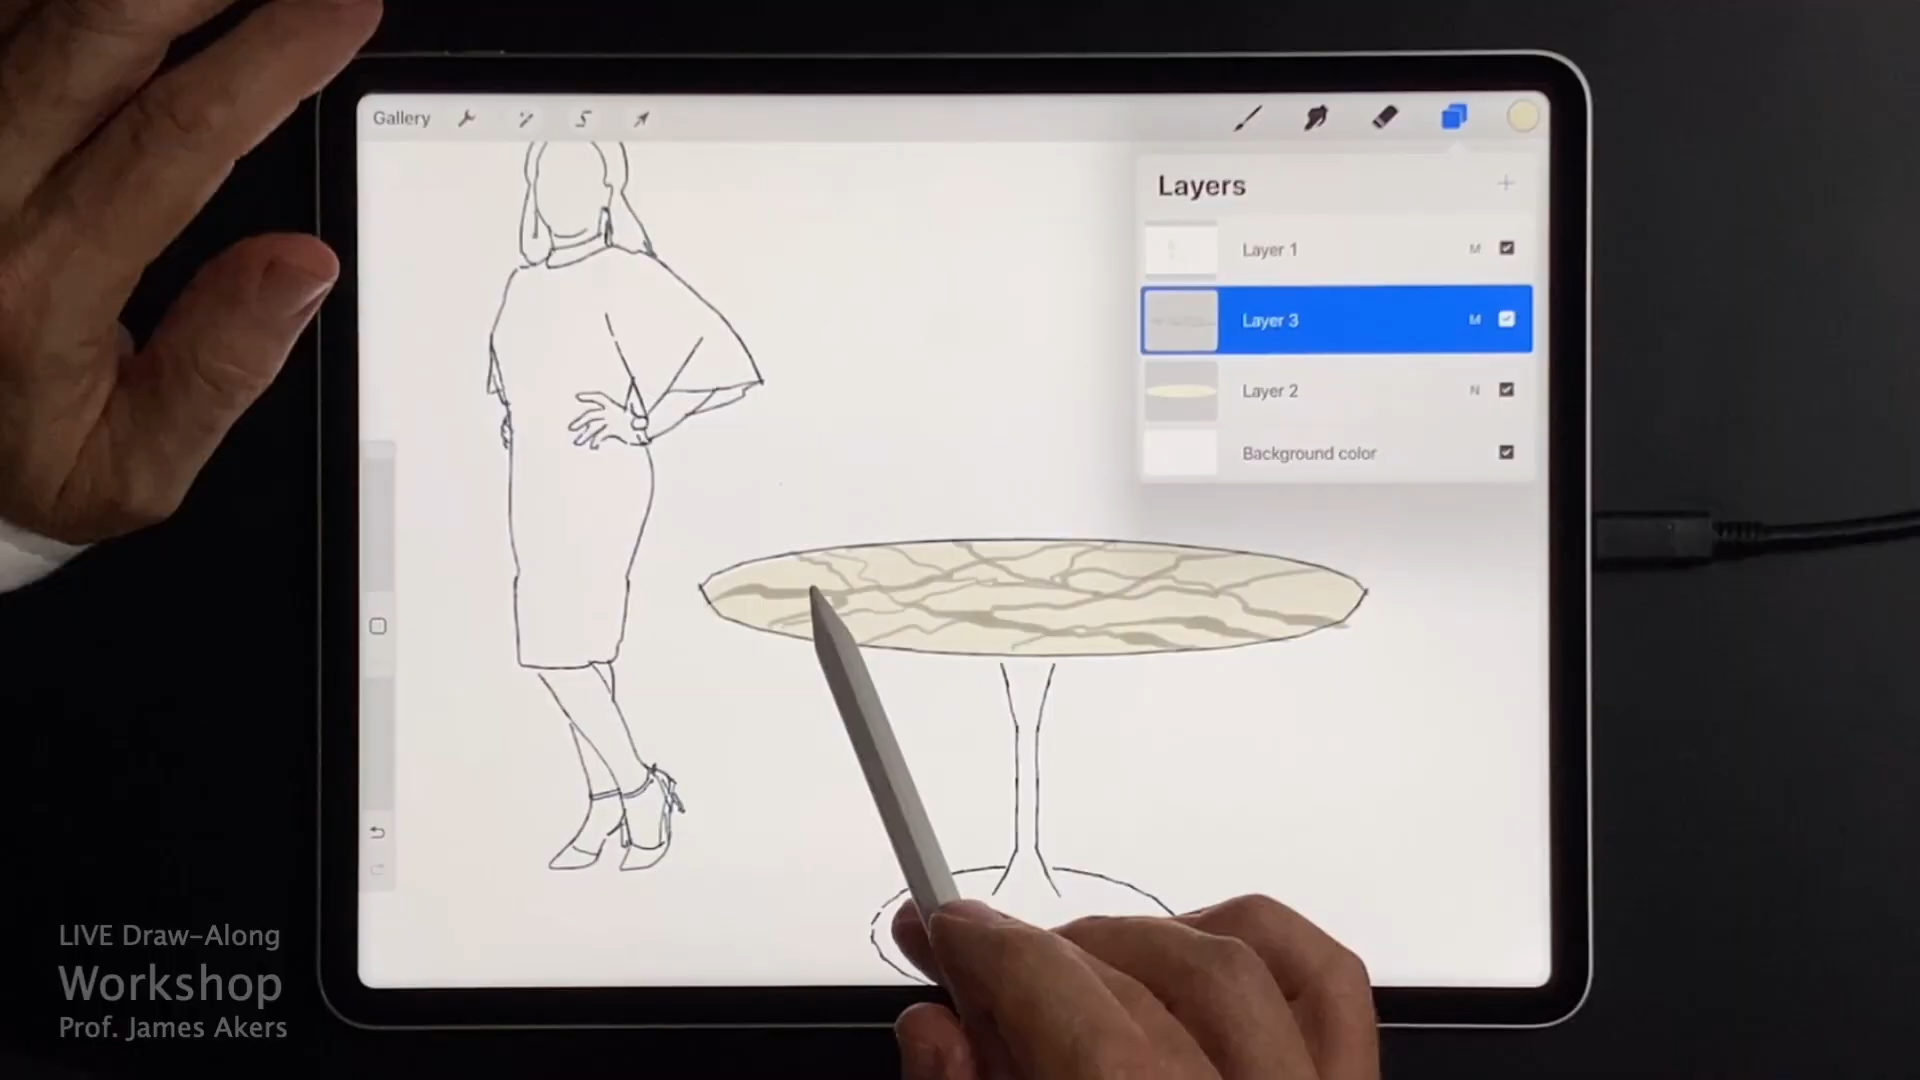 Gallery
Layers
Layer 1 M
Layer 3 M
Layer 2 N
Background color
LIVE Draw-Along
Workshop
Prof. James Akers